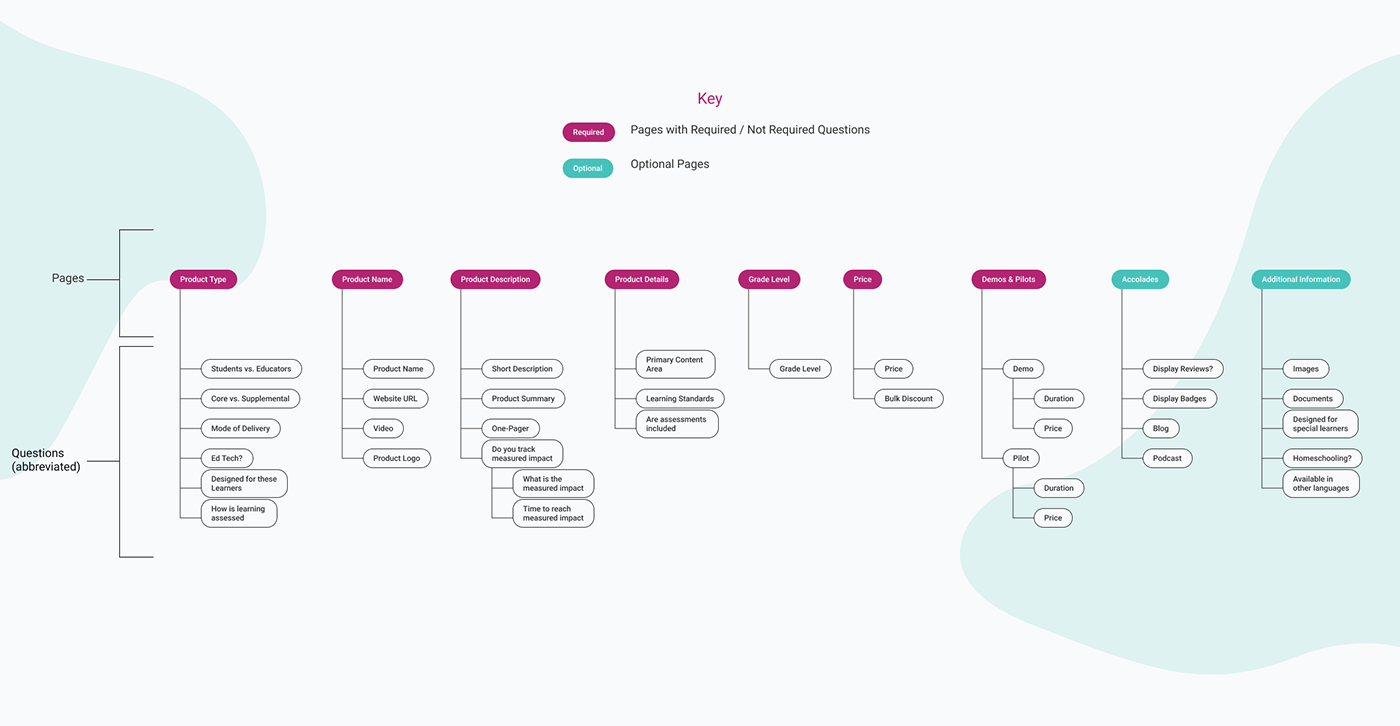 Key
Required
Pages with Required / Not Required Questions
Optional
Optional Pages
Pages
Questions
(abbreviated)
Product Type
Students vs. Educators
Core vs. Supplemental
Mode of Delivery
Ed Tech?
Designed for these
Learners
How is learning
assessed
Product Name
Product Name
Website URL
Video
Product Logo
Product Description
Short Description
Product Summary
One-Pager
Do you track
measured impact
What is the
measured impact
Time to reach
measured impact
Product Details
Primary Content
Area
Learning Standards
Are assessments
included
Grade Level
Grade Level
Price
Price
Bulk Discount
Demos & Pilots
Demo
Duration
Price
Pilot
Duration
Price
Accolades
Display Reviews?
Display Badges
Blog
Podcast
Additional Information
Images
Documents
Designed for
special learners
Homeschooling?
Available in
other languages